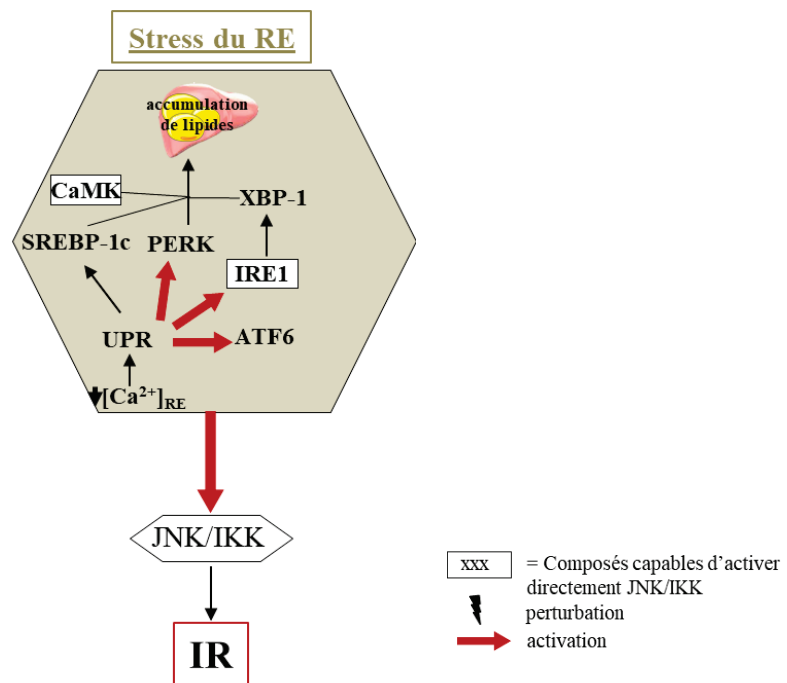 Stress du RE
accumulation
de lipides
CaMK
XBP-1
SREBP-1c
PERK
IRE1
UPR
ATF6
[Ca²⁺]RE
JNK/IKK
IR
xxx
= Composés capables d’activer
directement JNK/IKK
perturbation
activation